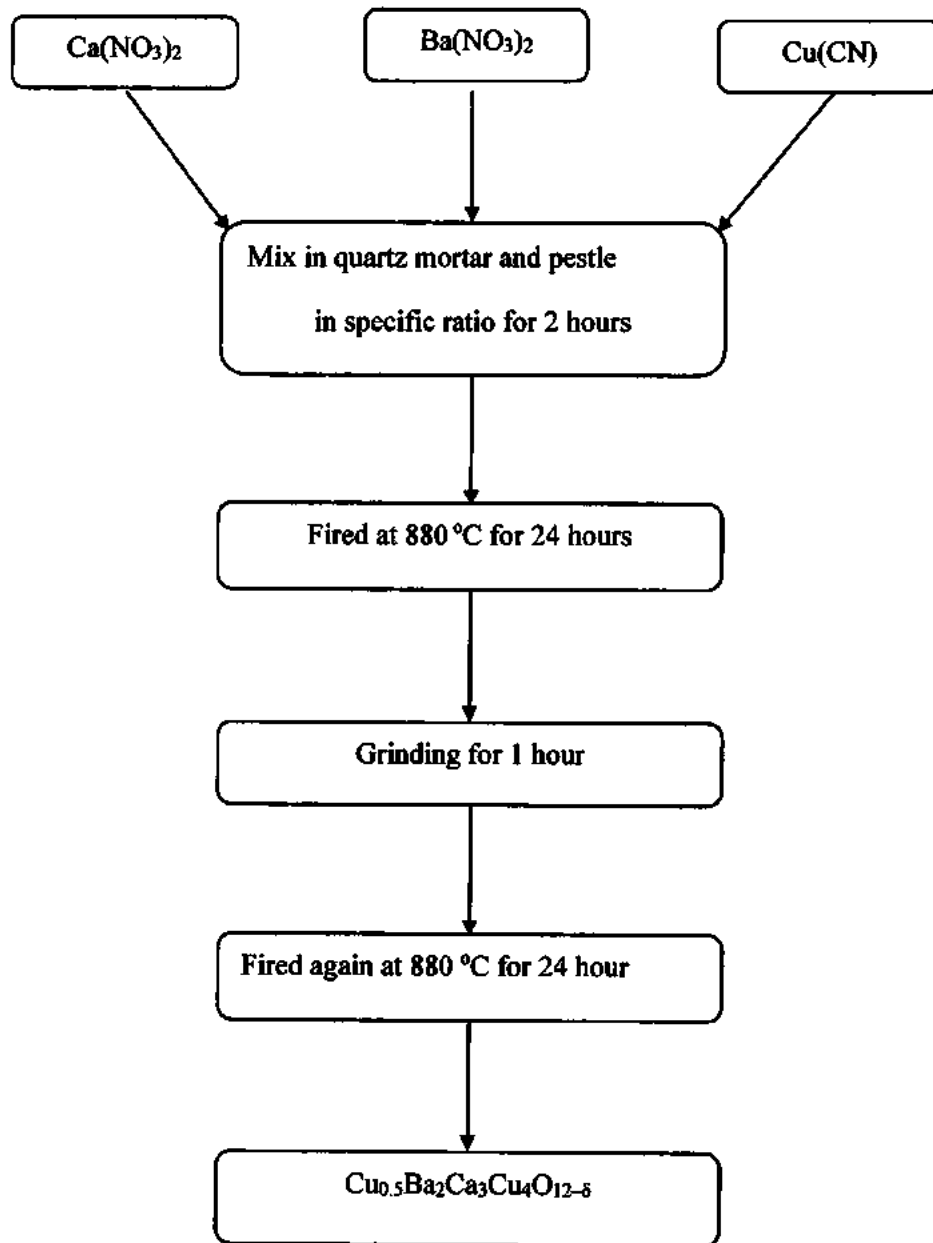 Ca(NO₃)₂
Ba(NO₃)₂
Cu(CN)
Mix in quartz mortar and pestle
in specific ratio for 2 hours
Fired at 880 °C for 24 hours
Grinding for 1 hour
Fired again at 880 °C for 24 hour
Cu₀.₅Ba₂Ca₃Cu₄O₁₂₋δ